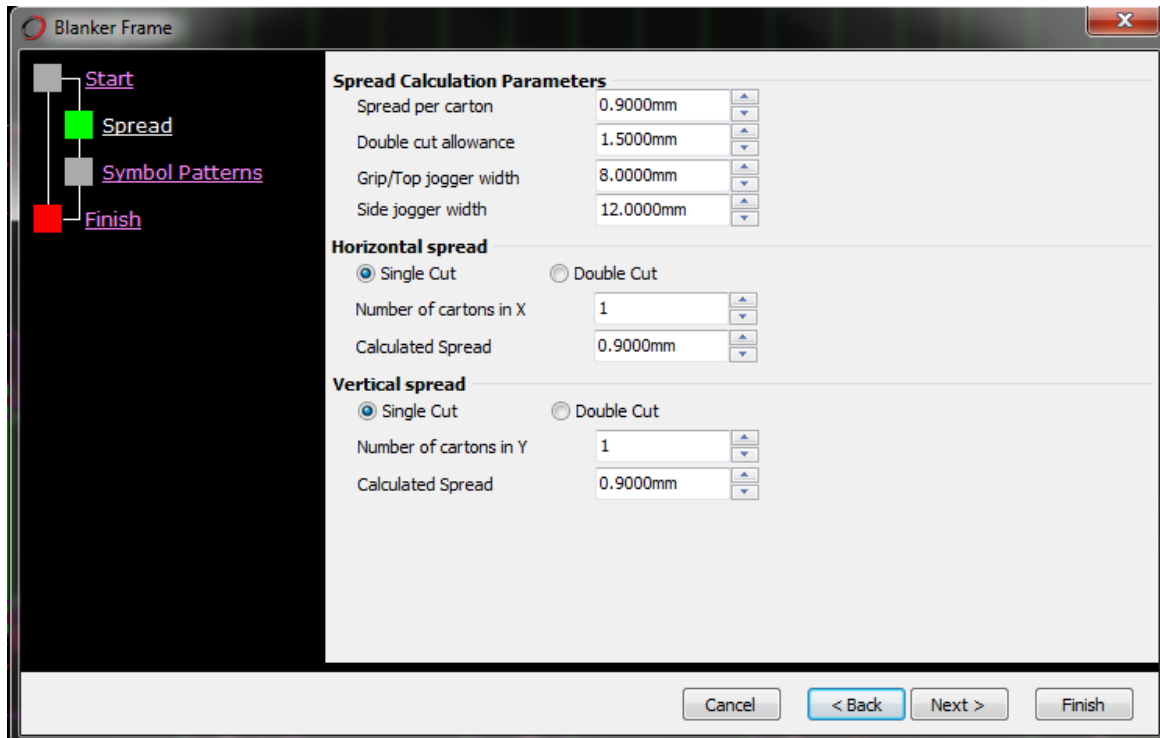 Blanker Frame
Start
Spread
Symbol Patterns
Finish
Spread Calculation Parameters
Spread per carton 0.9000mm
Double cut allowance 1.5000mm
Grip/Top jogger width 8.0000mm
Side jogger width 12.0000mm
Horizontal spread
Single Cut Double Cut
Number of cartons in X 1
Calculated Spread 0.9000mm
Vertical spread
Single Cut Double Cut
Number of cartons in Y 1
Calculated Spread 0.9000mm
Cancel < Back Next > Finish